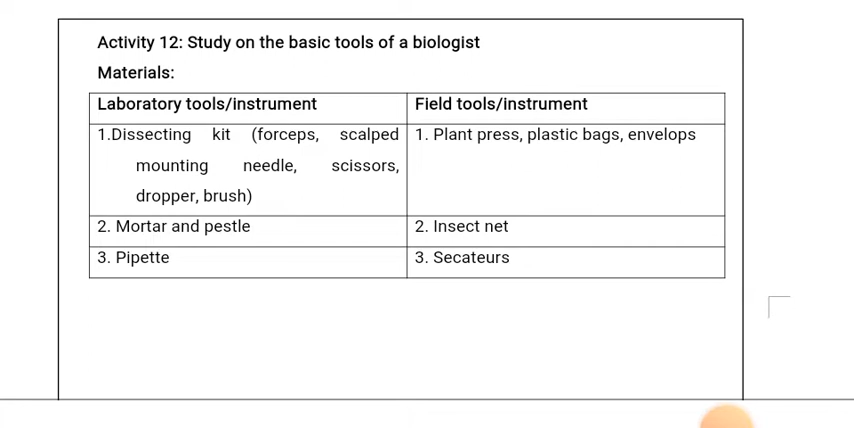 Activity 12: Study on the basic tools of a biologist
Materials:
Laboratory tools/instrument
Field tools/instrument
1.Dissecting kit (forceps, scalped
mounting needle, scissors,
dropper, brush)
1. Plant press, plastic bags, envelops
2. Mortar and pestle
2. Insect net
3. Pipette
3. Secateurs